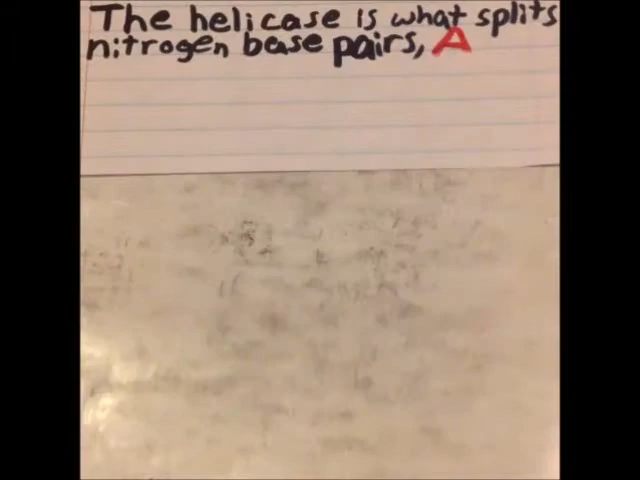 The helicase is what splits
nitrogen base pairs, A